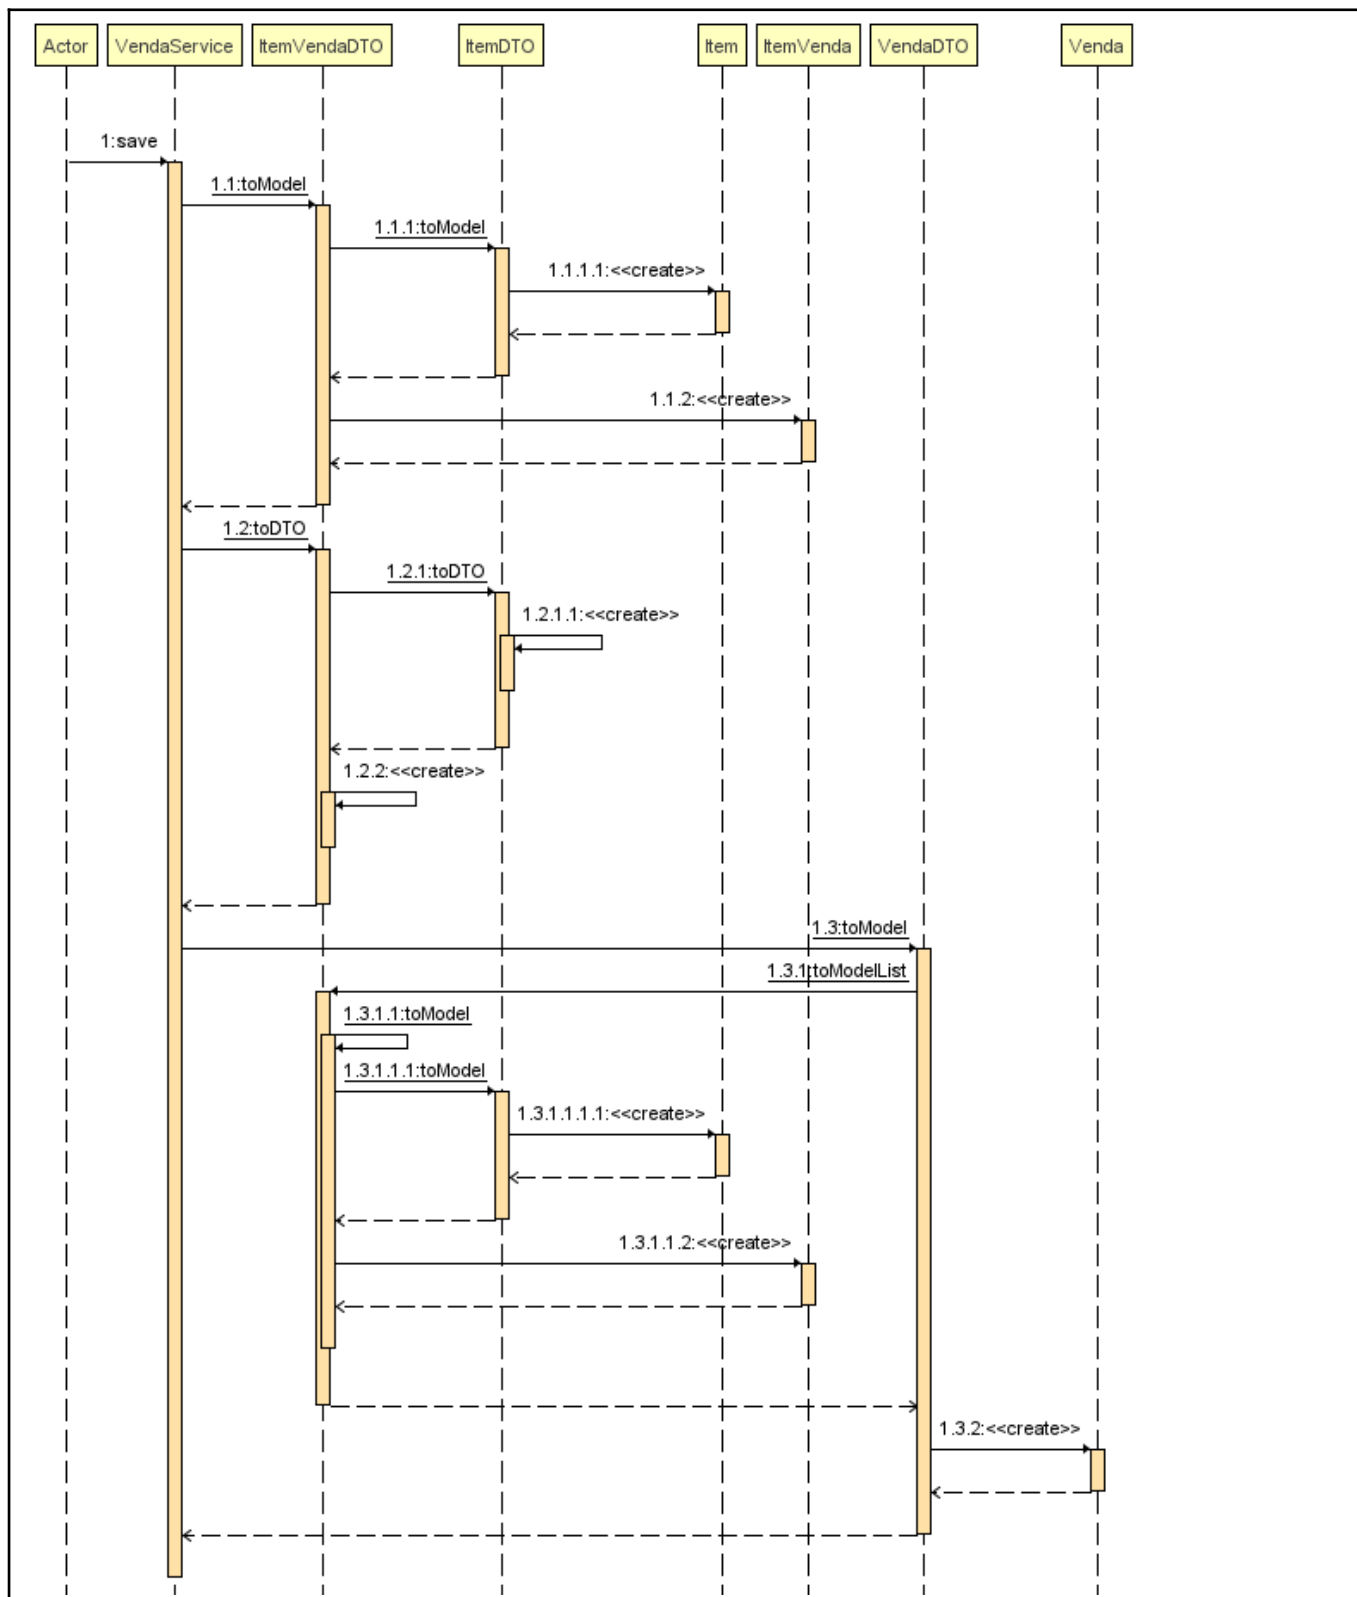 Actor
VendaService
ItemVendaDTO
ItemDTO
Item
ItemVenda
VendaDTO
Venda
1:save
1.1:toModel
1.1.1:toModel
1.1.1.1:<<create>>
1.1.2:<<create>>
1.2:toDTO
1.2.1:toDTO
1.2.1.1:<<create>>
1.2.2:<<create>>
1.3:toModel
1.3.1:toModelList
1.3.1.1:toModel
1.3.1.1.1:toModel
1.3.1.1.1.1:<<create>>
1.3.1.1.2:<<create>>
1.3.2:<<create>>